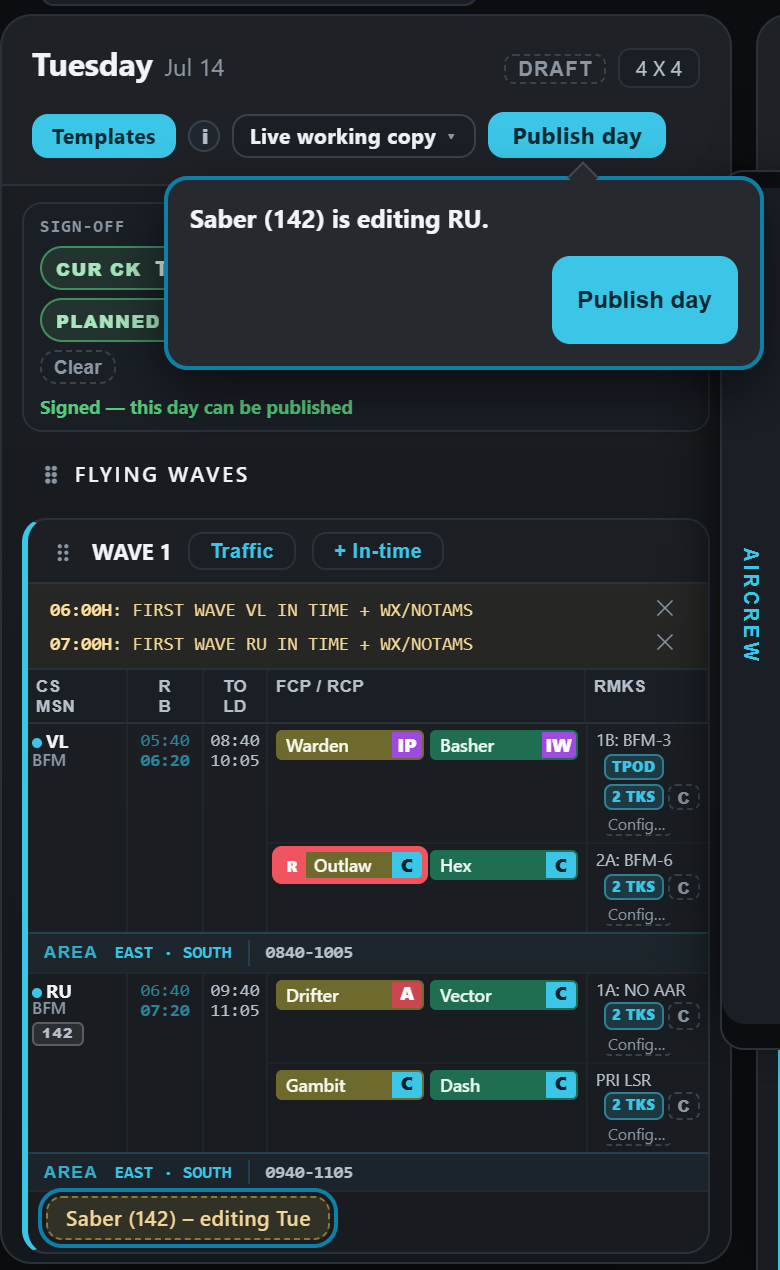 Tuesday Jul 14 DRAFT 4 X 4
Templates i Live working copy ▾ Publish day
Saber (142) is editing RU.
Publish day
SIGN-OFF
CUR CK
PLANNED
Clear
Signed — this day can be published
FLYING WAVES
WAVE 1 Traffic + In-time
06:00H: FIRST WAVE VL IN TIME + WX/NOTAMS
07:00H: FIRST WAVE RU IN TIME + WX/NOTAMS
CS R TO FCP / RCP RMKS
MSN B LD
VL 05:40 08:40 Warden IP Basher IW 1B: BFM-3
BFM 06:20 10:05 TPOD
2 TKS C
Config...
R Outlaw C Hex C 2A: BFM-6
2 TKS C
Config...
AREA EAST · SOUTH 0840-1005
RU 06:40 09:40 Drifter A Vector C 1A: NO AAR
BFM 07:20 11:05 2 TKS C
142 Config...
Gambit C Dash C PRI LSR
2 TKS C
Config...
AREA EAST · SOUTH 0940-1105
Saber (142) – editing Tue
AIRCREW